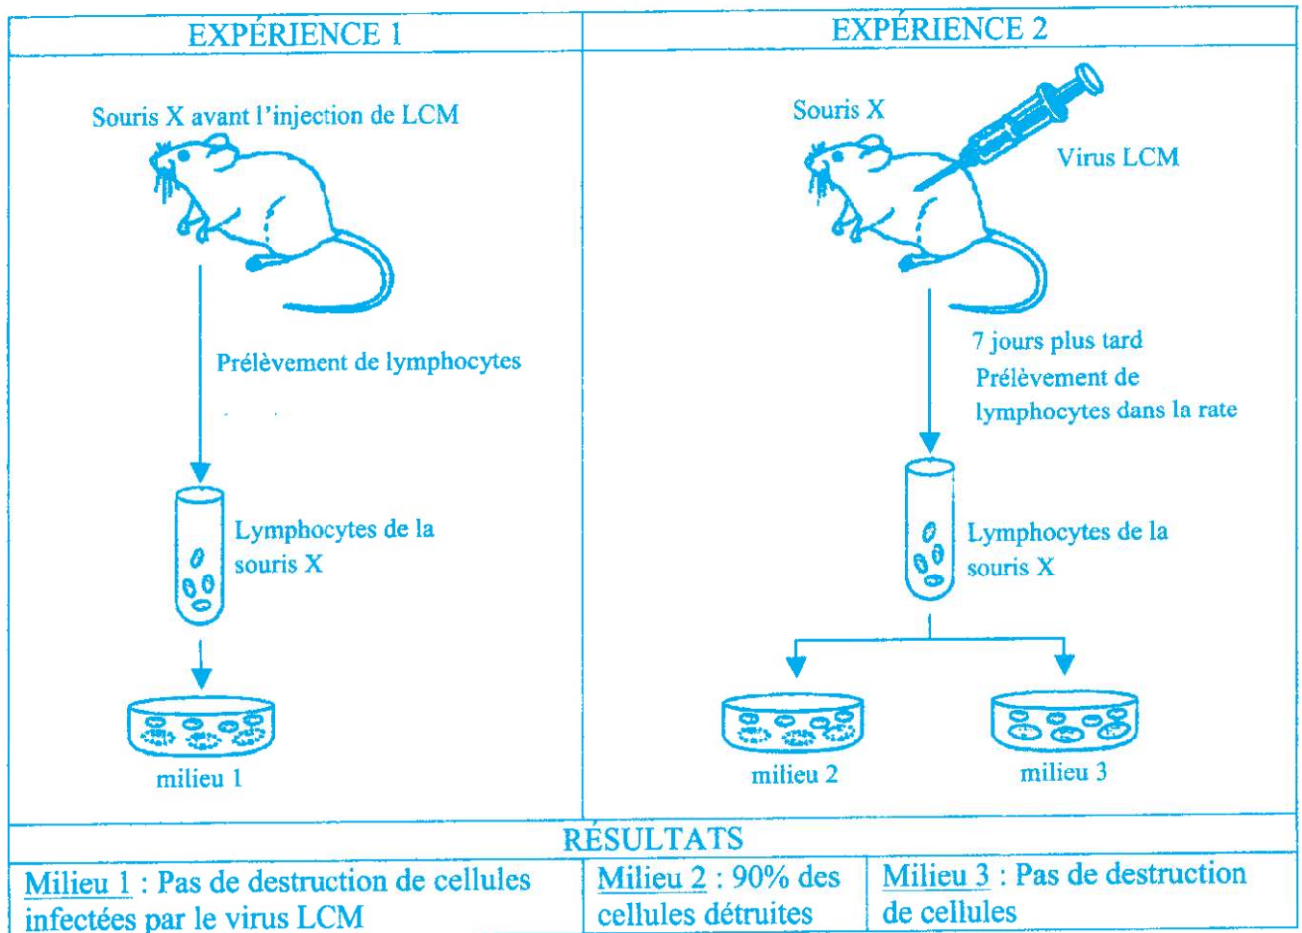 EXPÉRIENCE 1
EXPÉRIENCE 2
Souris X avant l'injection de LCM
Prélèvement de lymphocytes
Lymphocytes de la
souris X
milieu 1
Souris X
Virus LCM
7 jours plus tard
Prélèvement de
lymphocytes dans la rate
Lymphocytes de la
souris X
milieu 2
milieu 3
RÉSULTATS
Milieu 1 : Pas de destruction de cellules
infectées par le virus LCM
Milieu 2 : 90% des
cellules détruites
Milieu 3 : Pas de destruction
de cellules